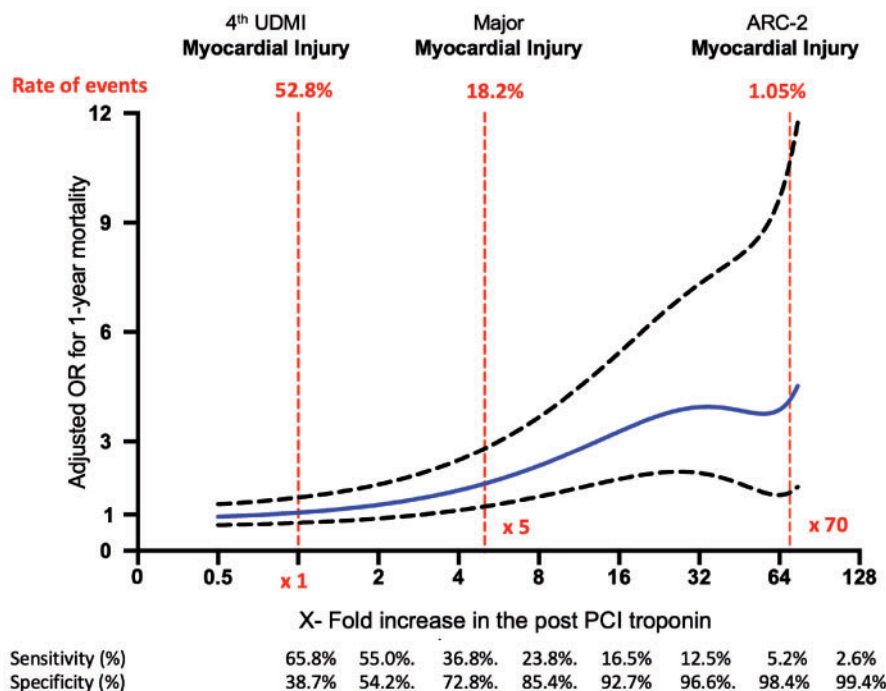 4th UDMI Major ARC-2
Myocardial Injury Myocardial Injury Myocardial Injury
Rate of events 52.8% 18.2% 1.05%
12
9
6
3
1
0
Adjusted OR for 1-year mortality
x 1 x 5 x 70
0 0.5 2 4 8 16 32 64 128
X- Fold increase in the post PCI troponin
Sensitivity (%) 65.8% 55.0%. 36.8%. 23.8%. 16.5% 12.5% 5.2% 2.6%
Specificity (%) 38.7% 54.2%. 72.8%. 85.4%. 92.7% 96.6%. 98.4% 99.4%